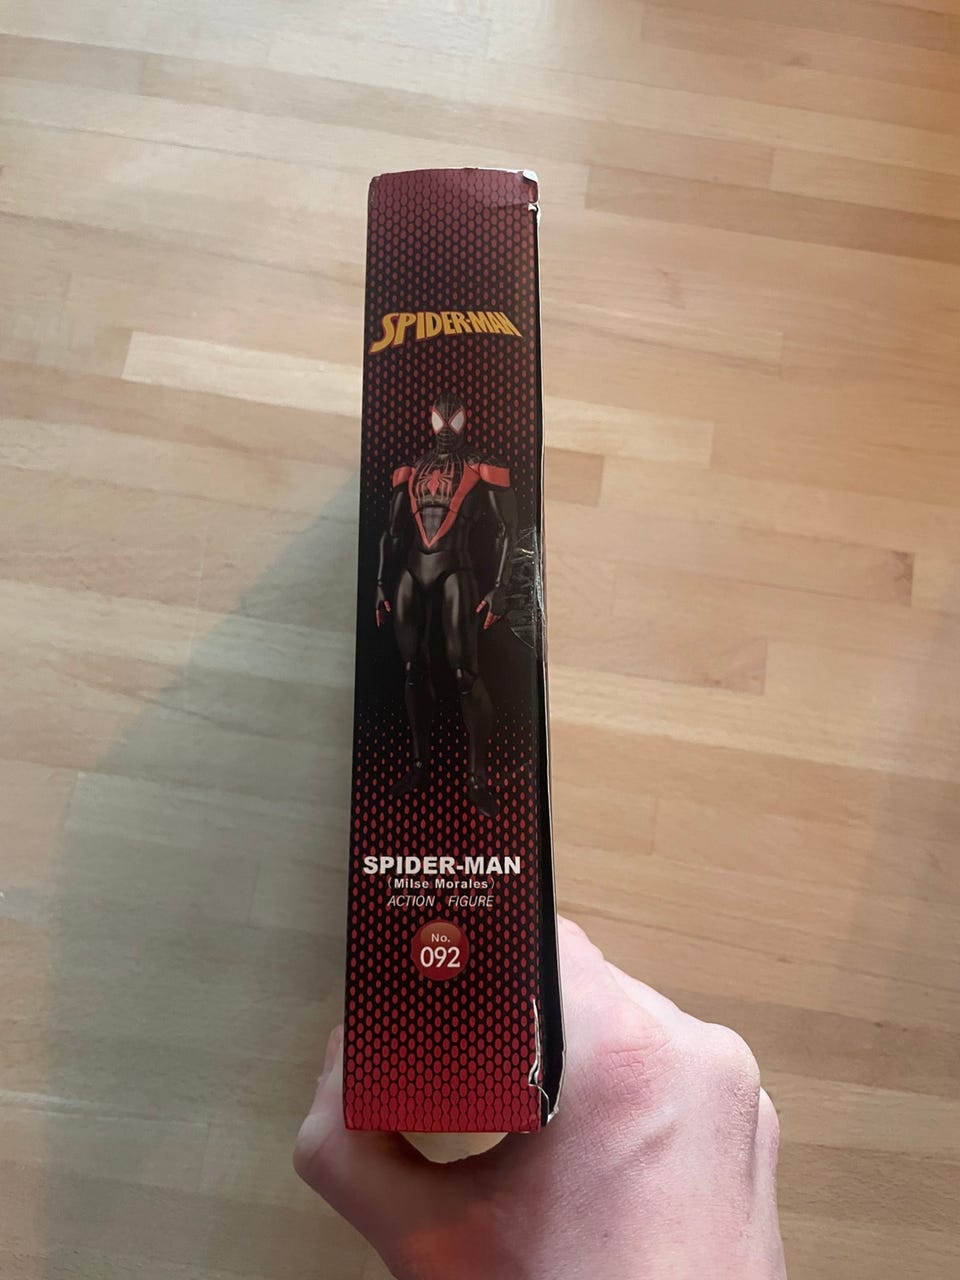 SPIDER-MAN
SPIDER-MAN
(Milse Morales)
ACTION FIGURE
No.
092